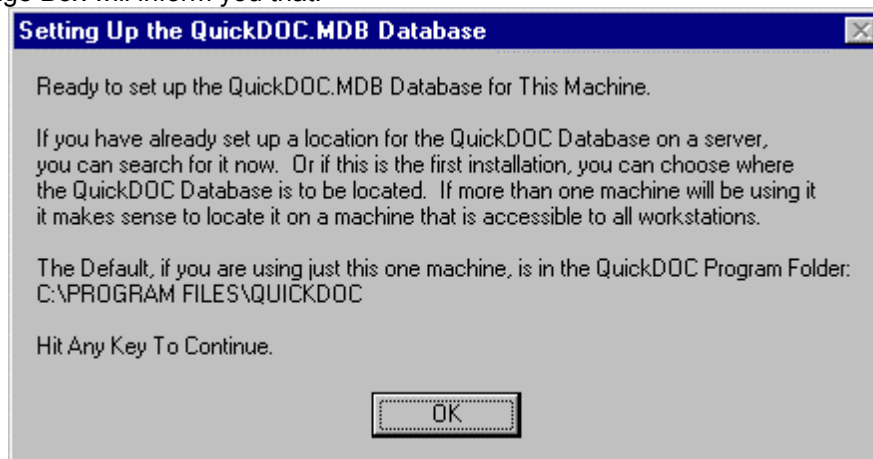 Box will inform you that:
Setting Up the QuickDOC.MDB Database
Ready to set up the QuickDOC.MDB Database for This Machine.
If you have already set up a location for the QuickDOC Database on a server,
you can search for it now.  Or if this is the first installation, you can choose where
the QuickDOC Database is to be located.  If more than one machine will be using it
it makes sense to locate it on a machine that is accessible to all workstations.
The Default, if you are using just this one machine, is in the QuickDOC Program Folder:
C:\PROGRAM FILES\QUICKDOC
Hit Any Key To Continue.
OK